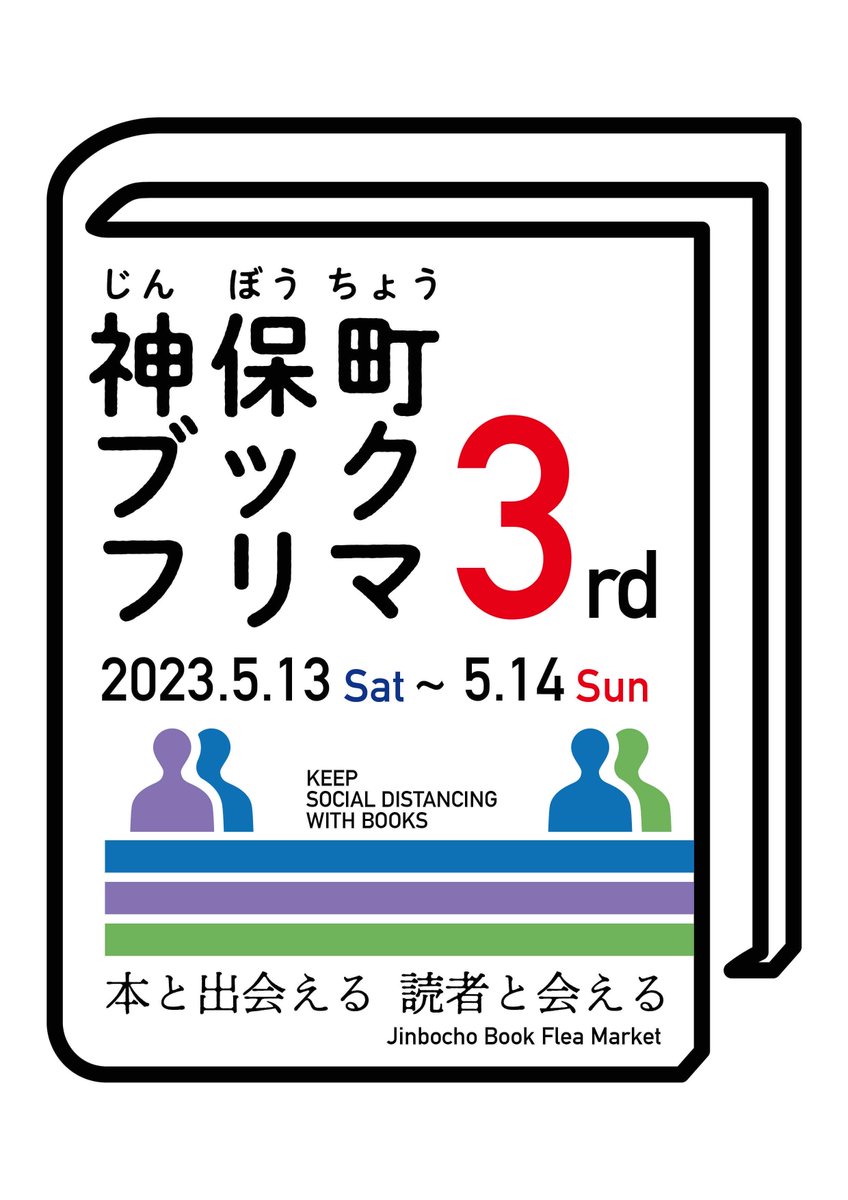 じん ぼう ちょう
神保町
ブック
フリマ 3rd
2023.5.13 Sat ~ 5.14 Sun
KEEP
SOCIAL DISTANCING
WITH BOOKS
本と出会える 読者と会える
Jinbocho Book Flea Market